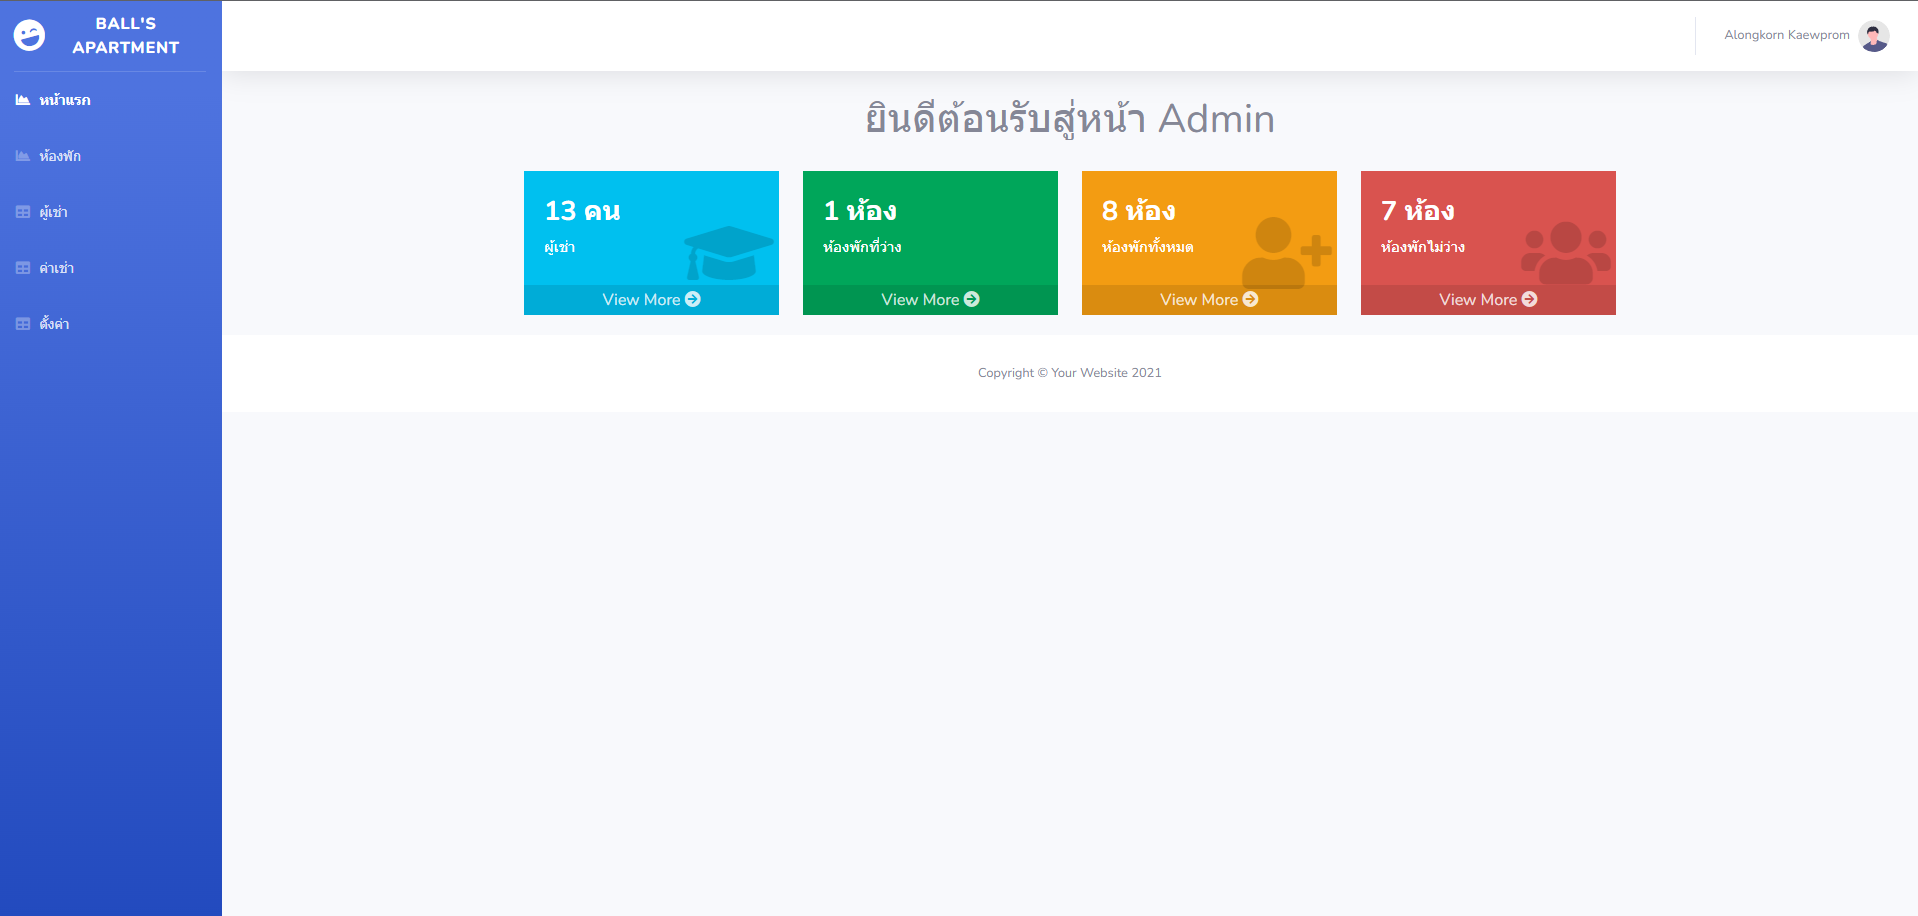 BALL'S
APARTMENT
หน้าแรก
ห้องพัก
ผู้เช่า
ค่าเช่า
ตั้งค่า
Alongkorn Kaewprom
ยินดีต้อนรับสู่หน้า Admin
13 คน
ผู้เช่า
View More
1 ห้อง
ห้องพักที่ว่าง
View More
8 ห้อง
ห้องพักทั้งหมด
View More
7 ห้อง
ห้องพักไม่ว่าง
View More
Copyright © Your Website 2021